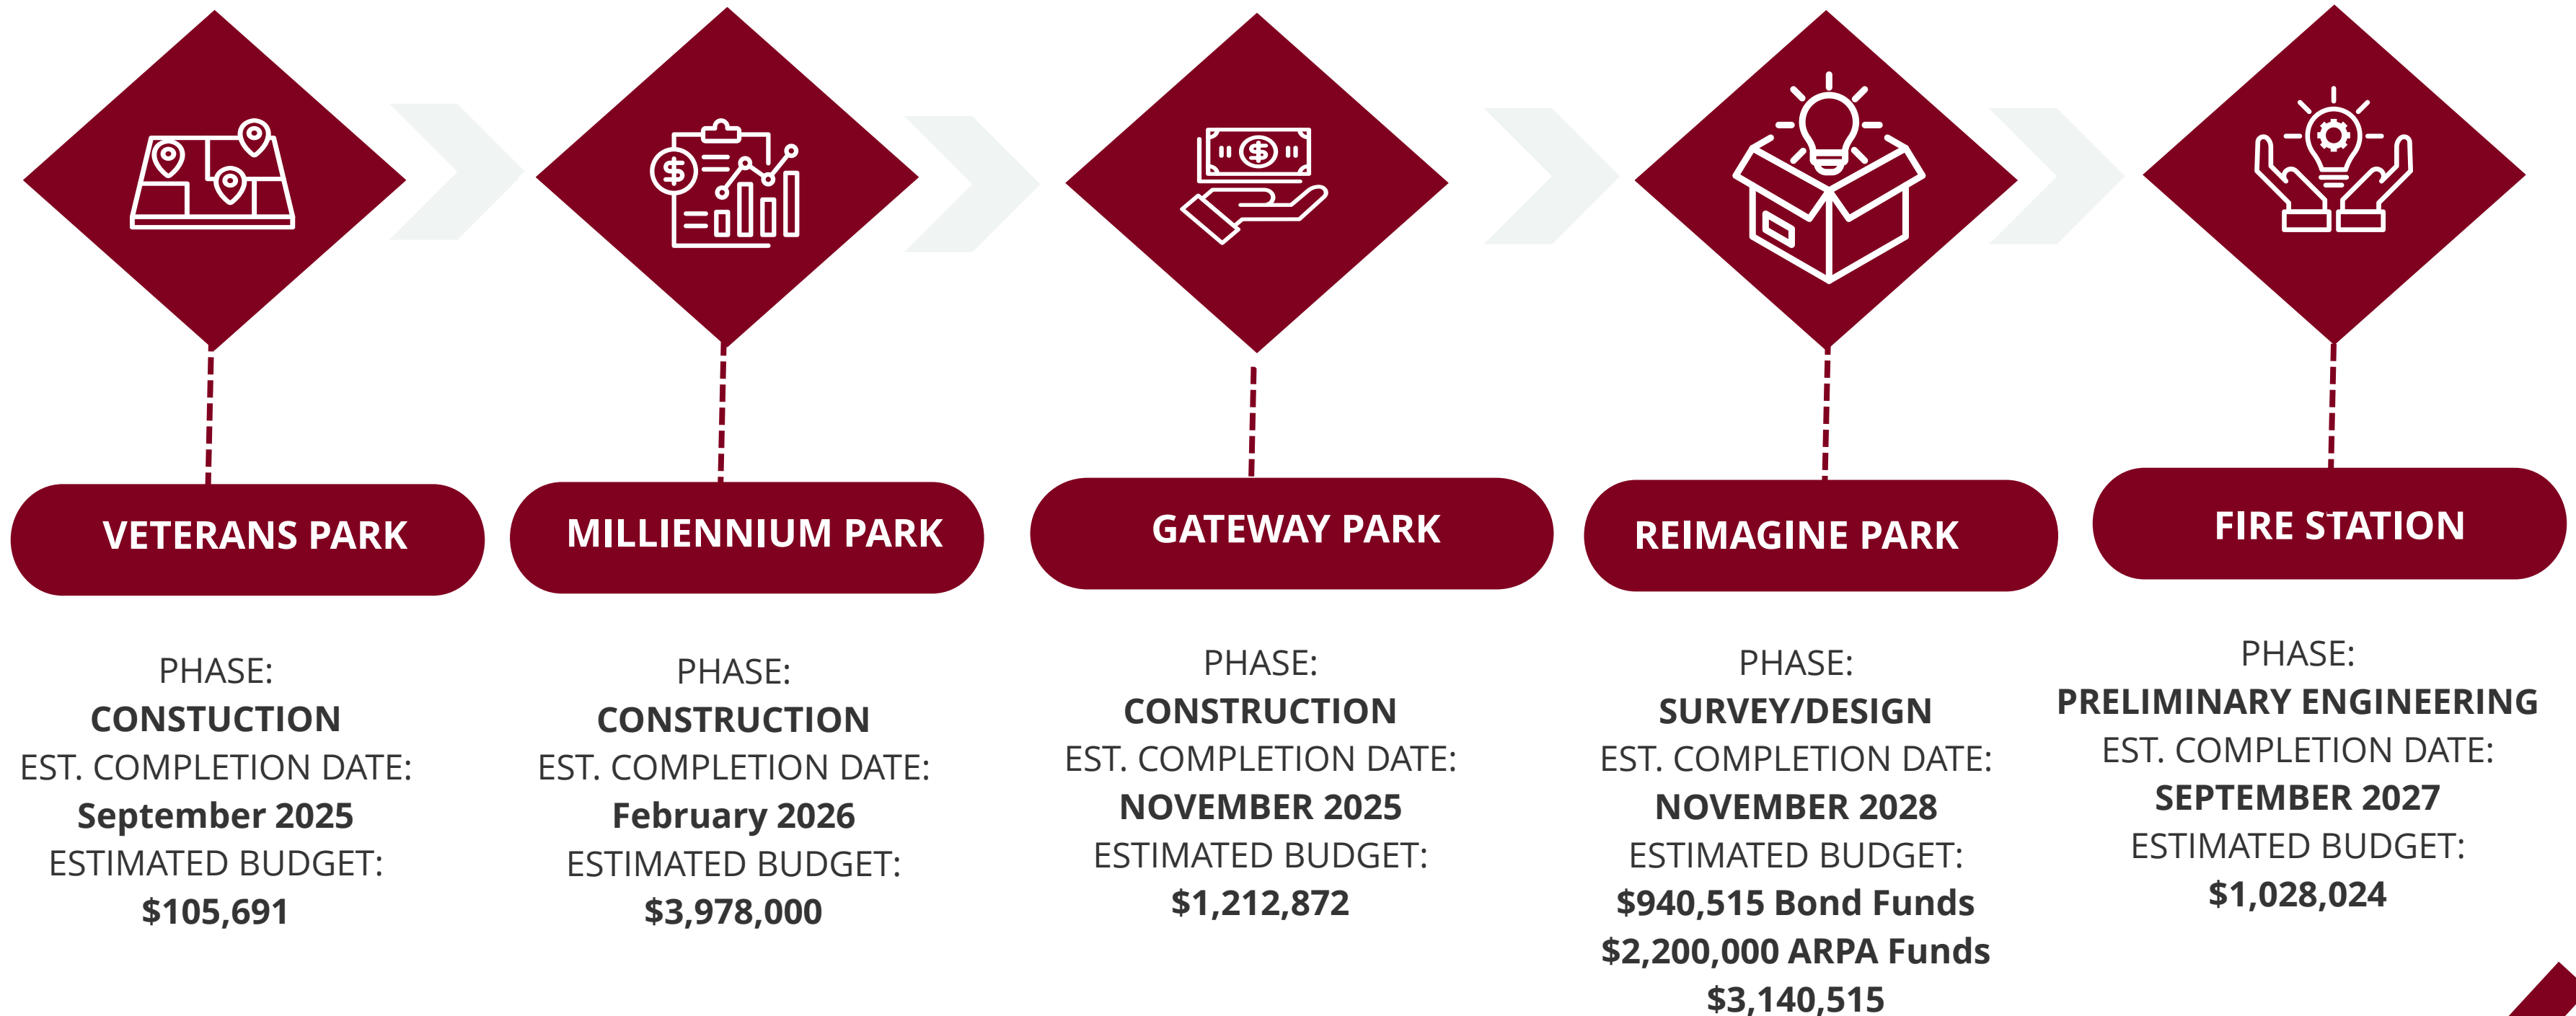 VETERANS PARK
PHASE:
CONSTUCTION
EST. COMPLETION DATE:
September 2025
ESTIMATED BUDGET:
$105,691
MILLIENNIUM PARK
PHASE:
CONSTRUCTION
EST. COMPLETION DATE:
February 2026
ESTIMATED BUDGET:
$3,978,000
GATEWAY PARK
PHASE:
CONSTRUCTION
EST. COMPLETION DATE:
NOVEMBER 2025
ESTIMATED BUDGET:
$1,212,872
REIMAGINE PARK
PHASE:
SURVEY/DESIGN
EST. COMPLETION DATE:
NOVEMBER 2028
ESTIMATED BUDGET:
$940,515 Bond Funds
$2,200,000 ARPA Funds
$3,140,515
FIRE STATION
PHASE:
PRELIMINARY ENGINEERING
EST. COMPLETION DATE:
SEPTEMBER 2027
ESTIMATED BUDGET:
$1,028,024